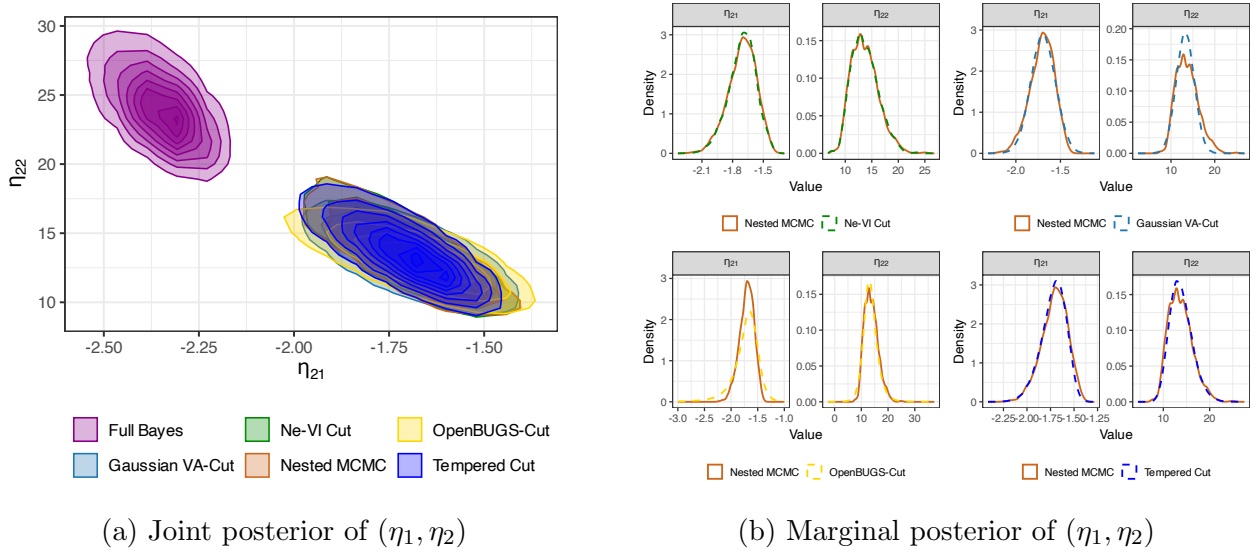 30
25
20
15
10
η22
-2.50 -2.25 -2.00 -1.75 -1.50
η21
Full Bayes Ne-VI Cut OpenBUGS-Cut
Gaussian VA-Cut Nested MCMC Tempered Cut
(a) Joint posterior of (η1, η2)
η21 η22
3
2
1
0
0.15
0.10
0.05
0.00
Density
-2.1 -1.8 -1.5
10 15 20 25
Value
Nested MCMC Ne-VI Cut
η21 η22
3
2
1
0
0.20
0.15
0.10
0.05
0.00
Density
-2.0 -1.5
10 20
Value
Nested MCMC Gaussian VA-Cut
η21 η22
3
2
1
0
0.15
0.10
0.05
0.00
Density
-3.0 -2.5 -2.0 -1.5 -1.0
0 10 20 30
Value
Nested MCMC OpenBUGS-Cut
η21 η22
3
2
1
0
0.15
0.10
0.05
0.00
Density
-2.25 -2.00 -1.75 -1.50 -1.25
10 20
Value
Nested MCMC Tempered Cut
(b) Marginal posterior of (η1, η2)